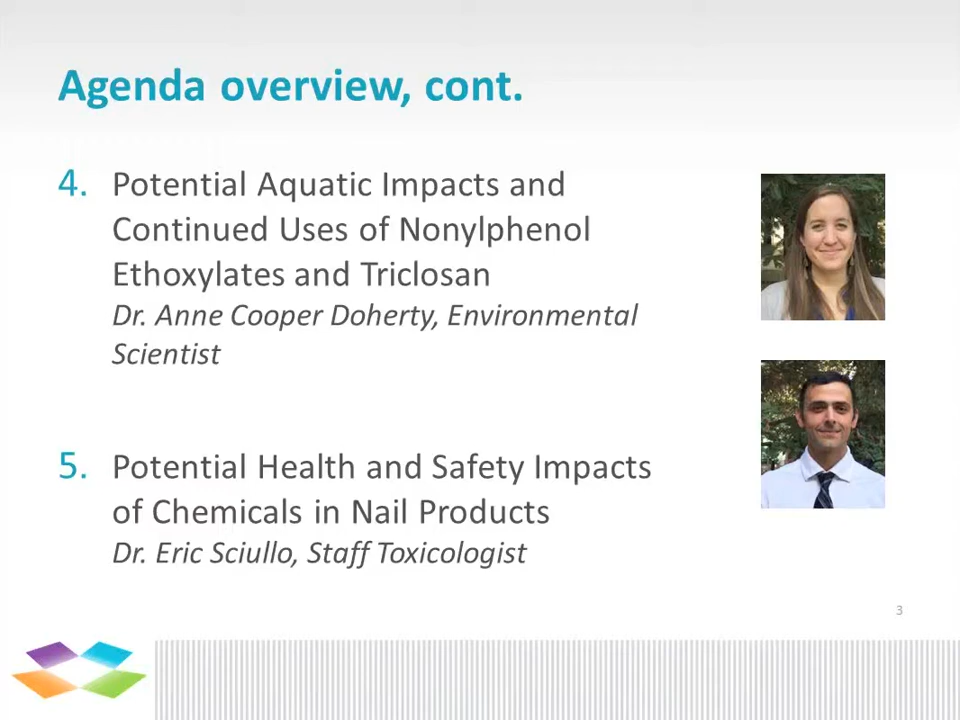 Agenda overview, cont.
4. Potential Aquatic Impacts and
Continued Uses of Nonylphenol
Ethoxylates and Triclosan
Dr. Anne Cooper Doherty, Environmental
Scientist
5. Potential Health and Safety Impacts
of Chemicals in Nail Products
Dr. Eric Sciullo, Staff Toxicologist
3